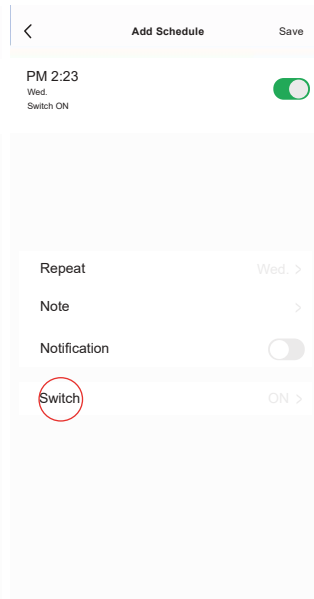 Add Schedule Save
PM 2:23
Wed.
Switch ON
Repeat Wed. >
Note >
Notification
Switch ON >